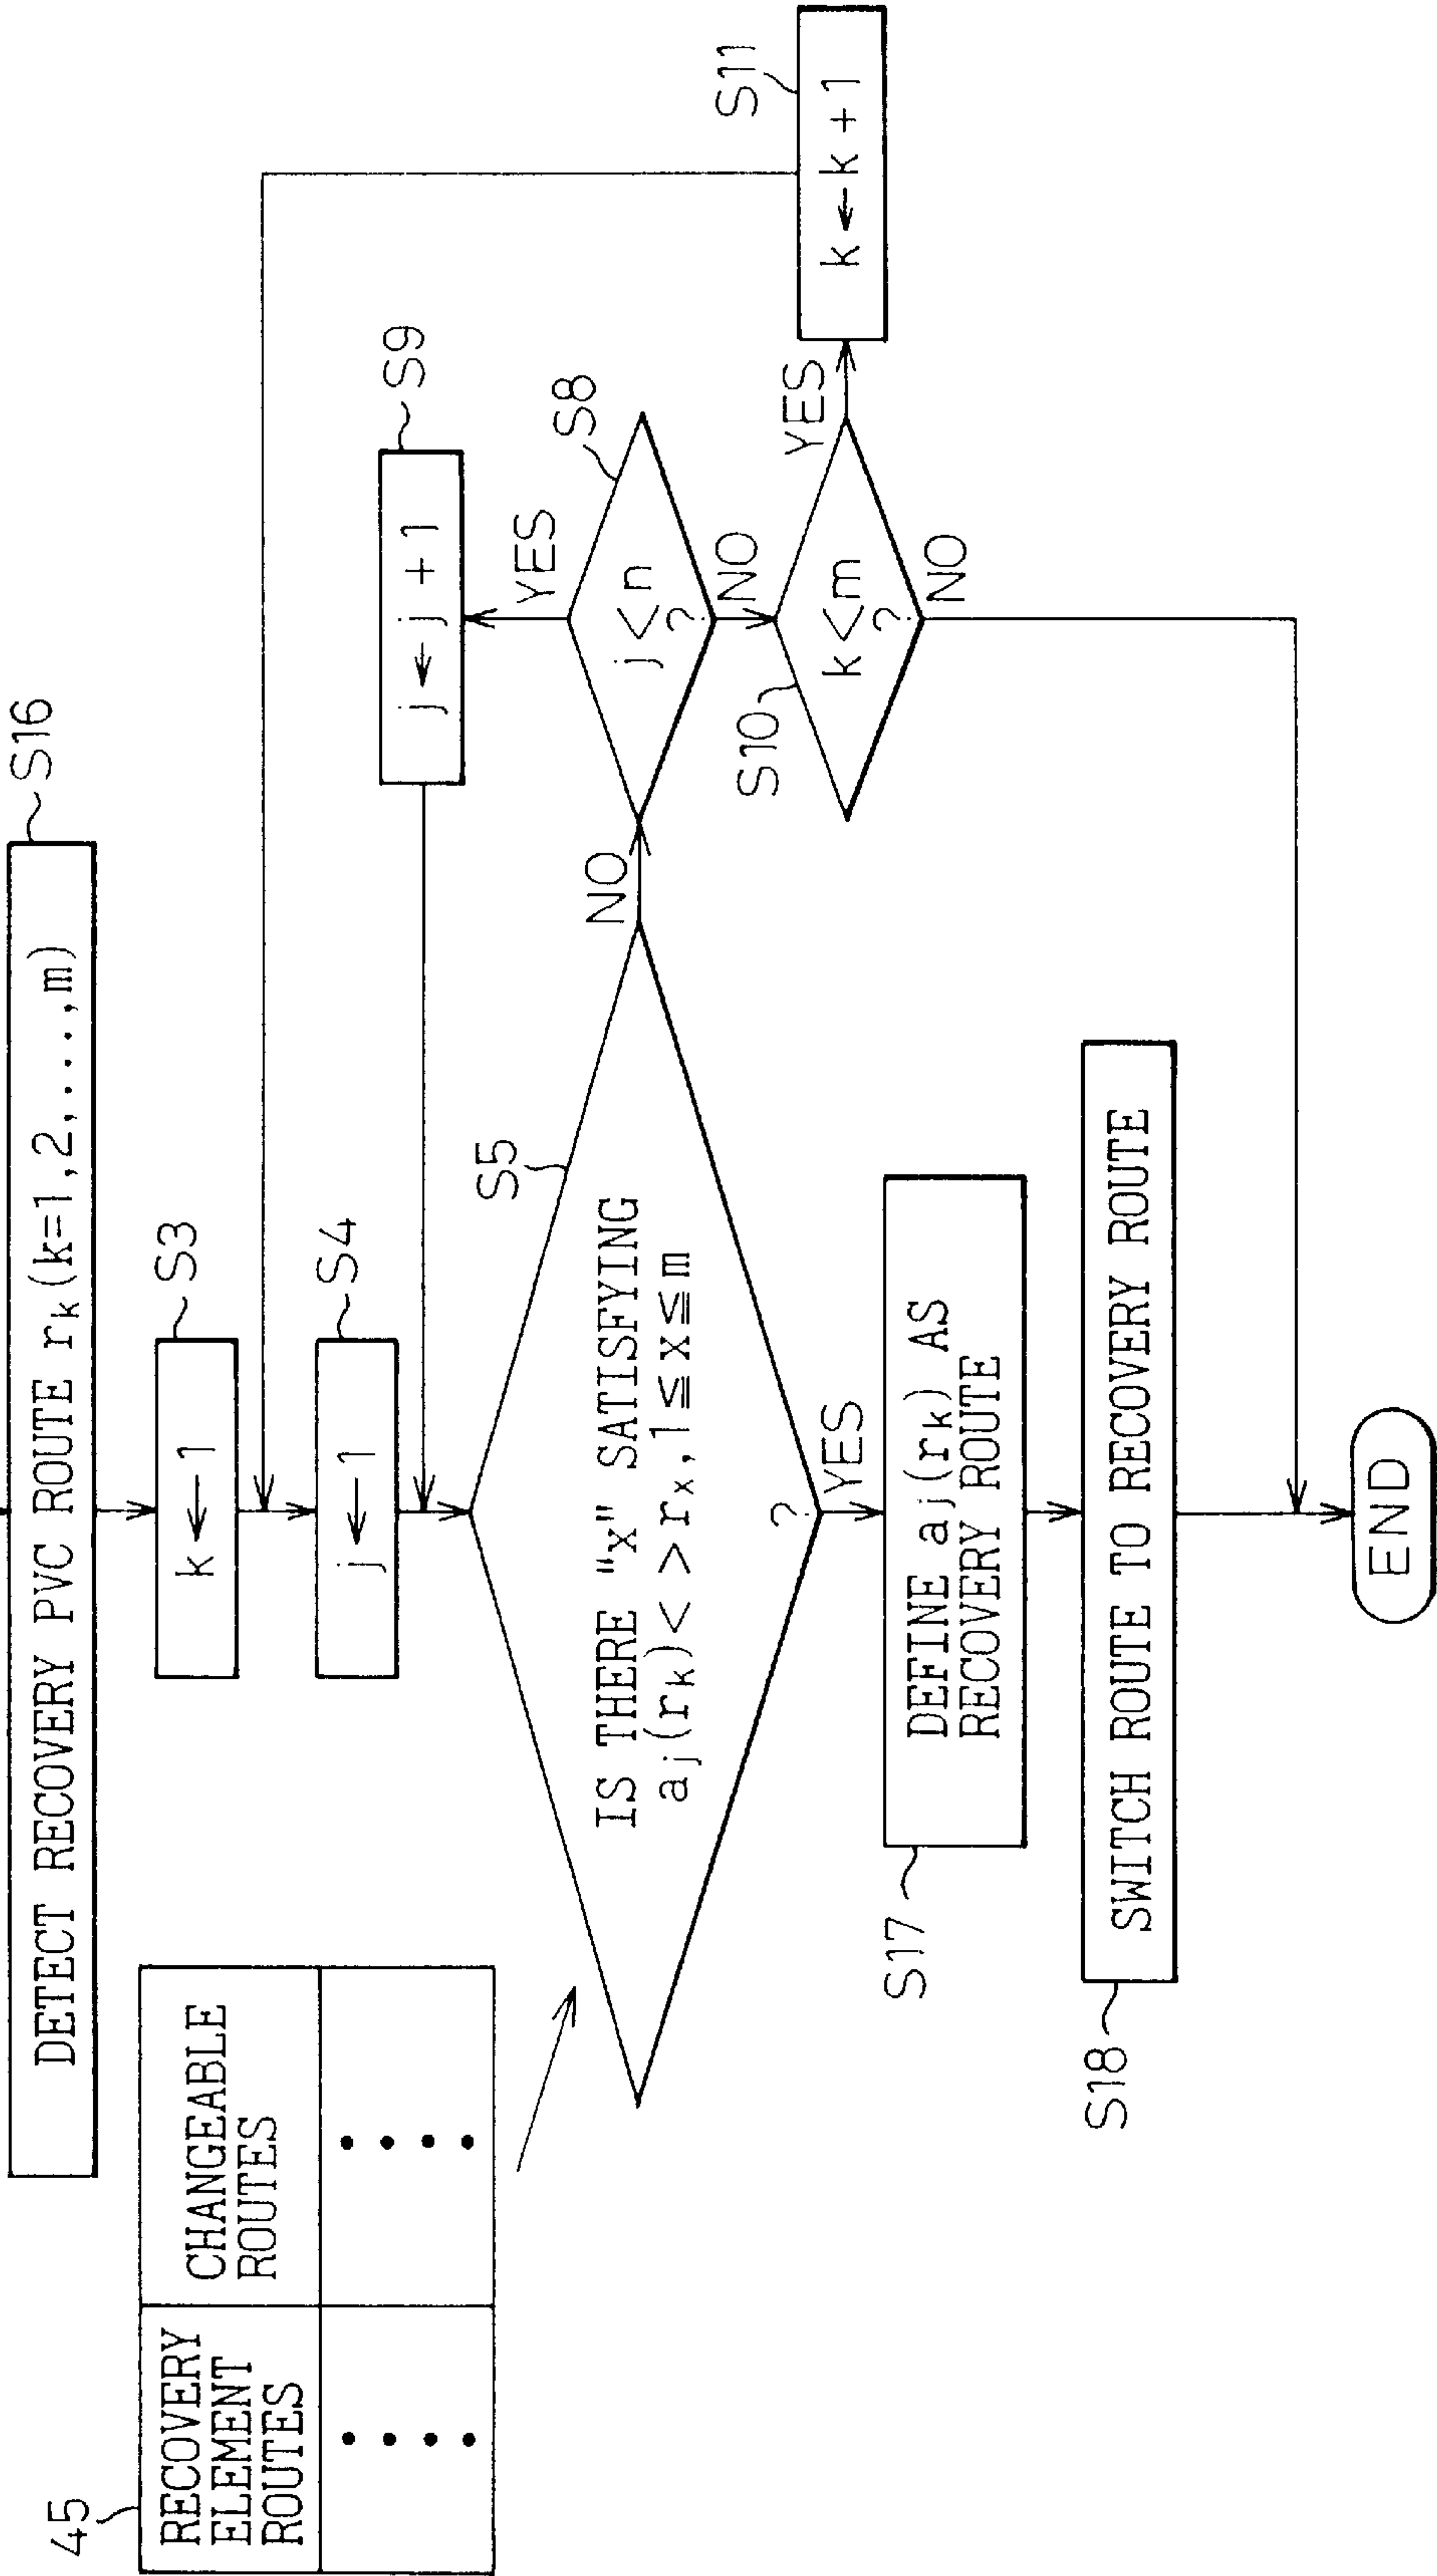 DETECT RECOVERY PVC ROUTE rk(k=1,2,...,m)
S16
k ← 1
S3
j ← 1
S4
45
RECOVERY
ELEMENT
ROUTES
CHANGEABLE
ROUTES
IS THERE "x" SATISFYING
aj(rk)< >rx, 1≦x≦m
?
S5
NO
YES
j<n
?
S8
YES
NO
j ← j + 1
S9
k<m
?
S10
YES
NO
k ← k + 1
S11
DEFINE aj(rk) AS
RECOVERY ROUTE
S17
SWITCH ROUTE TO RECOVERY ROUTE
S18
END